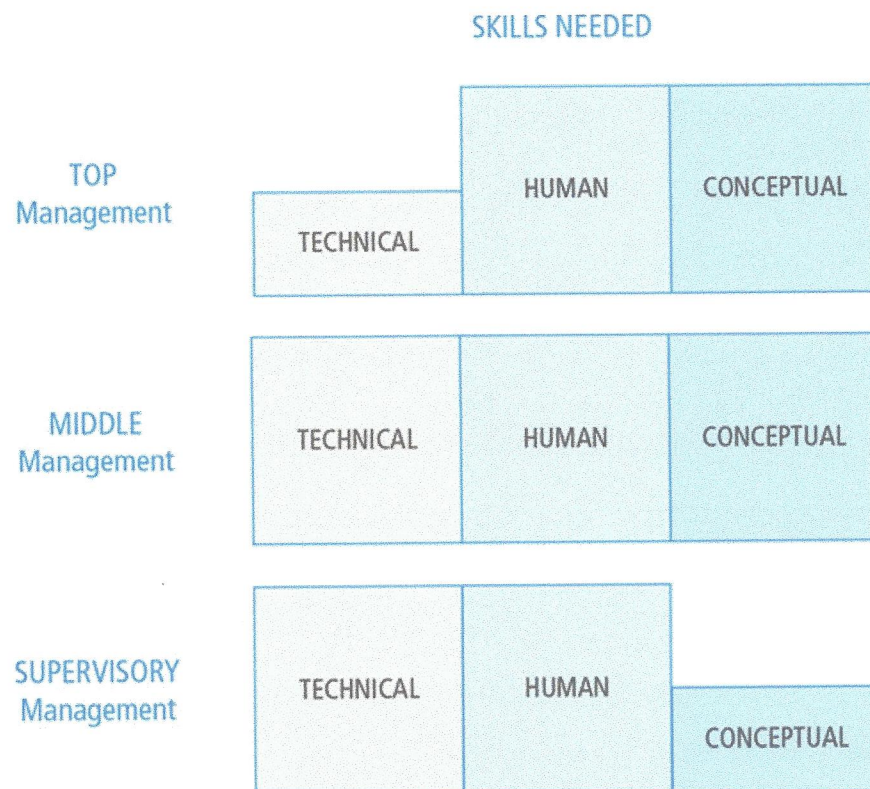 SKILLS NEEDED
TOP
Management
TECHNICAL
HUMAN
CONCEPTUAL
MIDDLE
Management
TECHNICAL
HUMAN
CONCEPTUAL
SUPERVISORY
Management
TECHNICAL
HUMAN
CONCEPTUAL